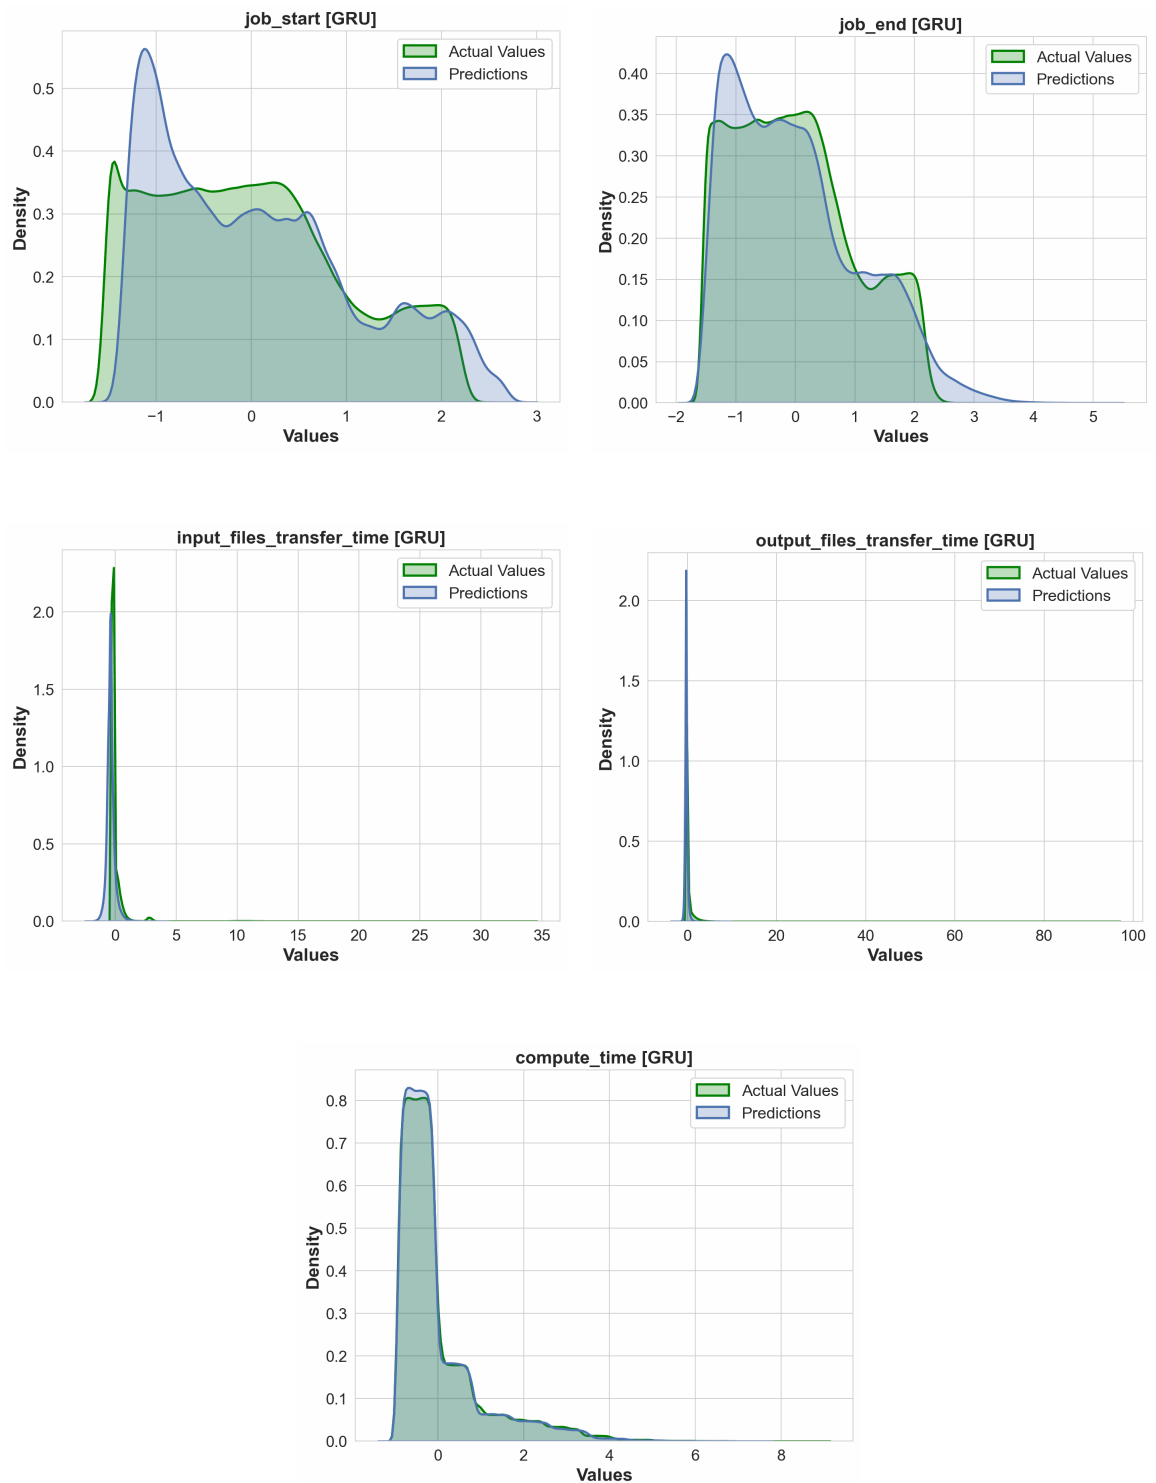 job_start [GRU]
Actual Values
Predictions
Density
0.5
0.4
0.3
0.2
0.1
0.0
−1 0 1 2 3
Values
job_end [GRU]
Actual Values
Predictions
Density
0.40
0.35
0.30
0.25
0.20
0.15
0.10
0.05
0.00
−2 −1 0 1 2 3 4 5
Values
input_files_transfer_time [GRU]
Actual Values
Predictions
Density
2.0
1.5
1.0
0.5
0.0
0 5 10 15 20 25 30 35
Values
output_files_transfer_time [GRU]
Actual Values
Predictions
Density
2.0
1.5
1.0
0.5
0.0
0 20 40 60 80 100
Values
compute_time [GRU]
Actual Values
Predictions
Density
0.8
0.7
0.6
0.5
0.4
0.3
0.2
0.1
0.0
0 2 4 6 8
Values